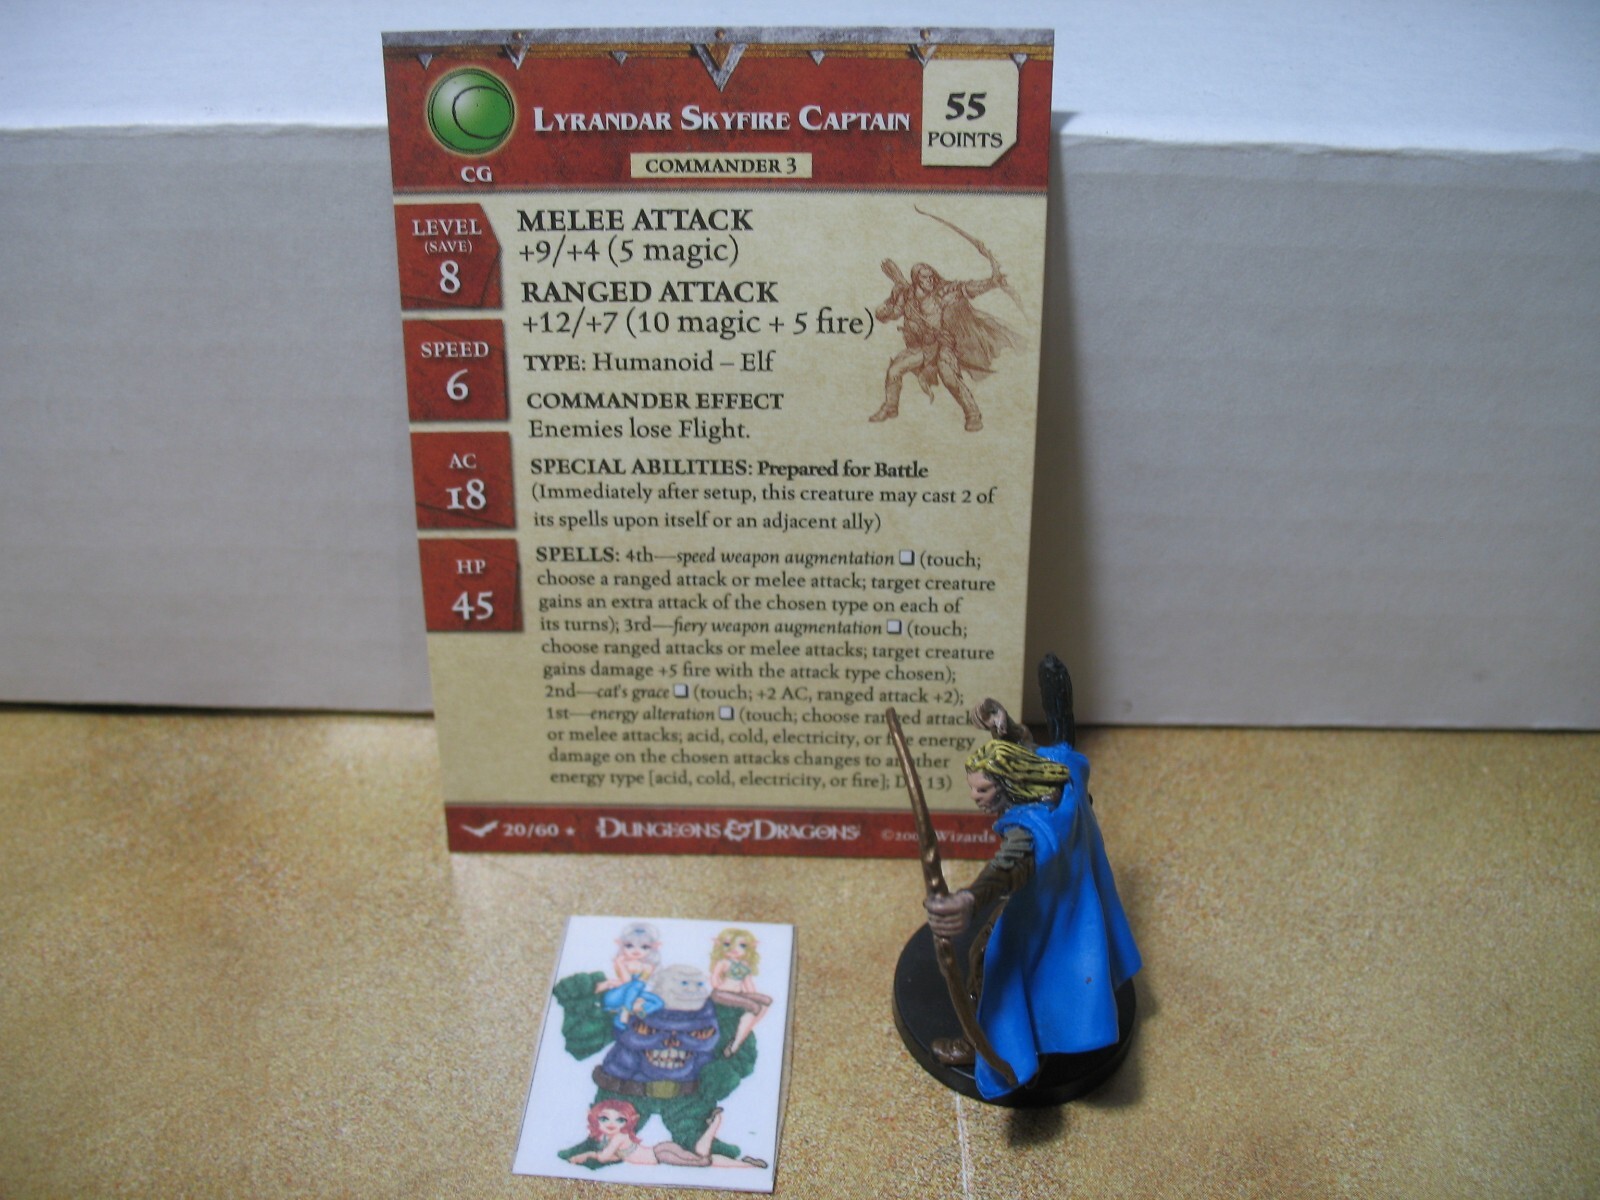 LYRANDAR SKYFIRE CAPTAIN
55
POINTS
COMMANDER 3
CG
LEVEL
(SAVE)
8
SPEED
6
AC
18
HP
45
MELEE ATTACK
+9/+4 (5 magic)
RANGED ATTACK
+12/+7 (10 magic + 5 fire)
TYPE: Humanoid – Elf
COMMANDER EFFECT
Enemies lose Flight.
SPECIAL ABILITIES: Prepared for Battle
(Immediately after setup, this creature may cast 2 of
its spells upon itself or an adjacent ally)
SPELLS: 4th—speed weapon augmentation ❑ (touch;
choose a ranged attack or melee attack; target creature
gains an extra attack of the chosen type on each of
its turns); 3rd—fiery weapon augmentation ❑ (touch;
choose ranged attacks or melee attacks; target creature
gains damage +5 fire with the attack type chosen);
2nd—cat's grace ❑ (touch; +2 AC, ranged attack +2);
1st—energy alteration ❑ (touch; choose ranged attack
or melee attacks; acid, cold, electricity, or fire energy
damage on the chosen attacks changes to another
energy type [acid, cold, electricity, or fire]; 13)
20/60 ★ DUNGEONS & DRAGONS © Wizards